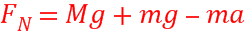 F_N = Mg + mg – ma